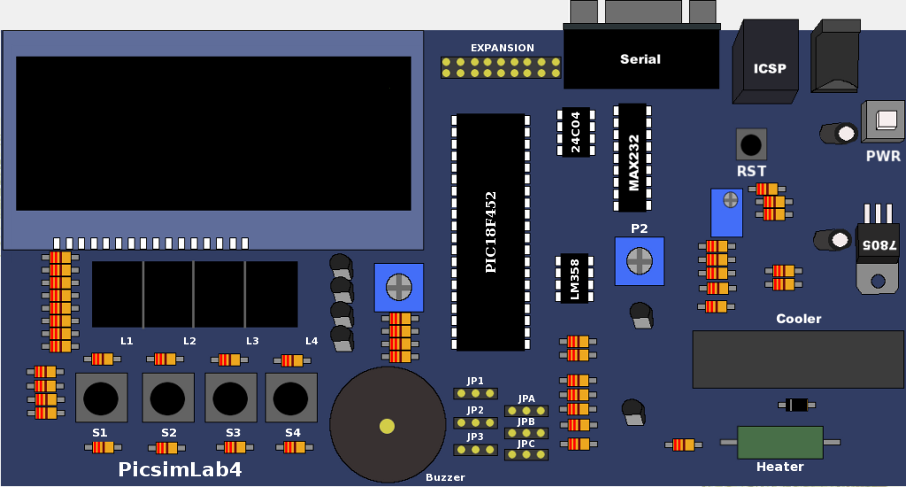 EXPANSION
Serial
ICSP
24C04
MAX232
PWR
RST
PIC18F452
P2
7805
LM358
Cooler
L1 L2 L3 L4
JP1
JPA
JP2
JPB
S1 S2 S3 S4
JP3
JPC
PicsimLab4
Buzzer
Heater